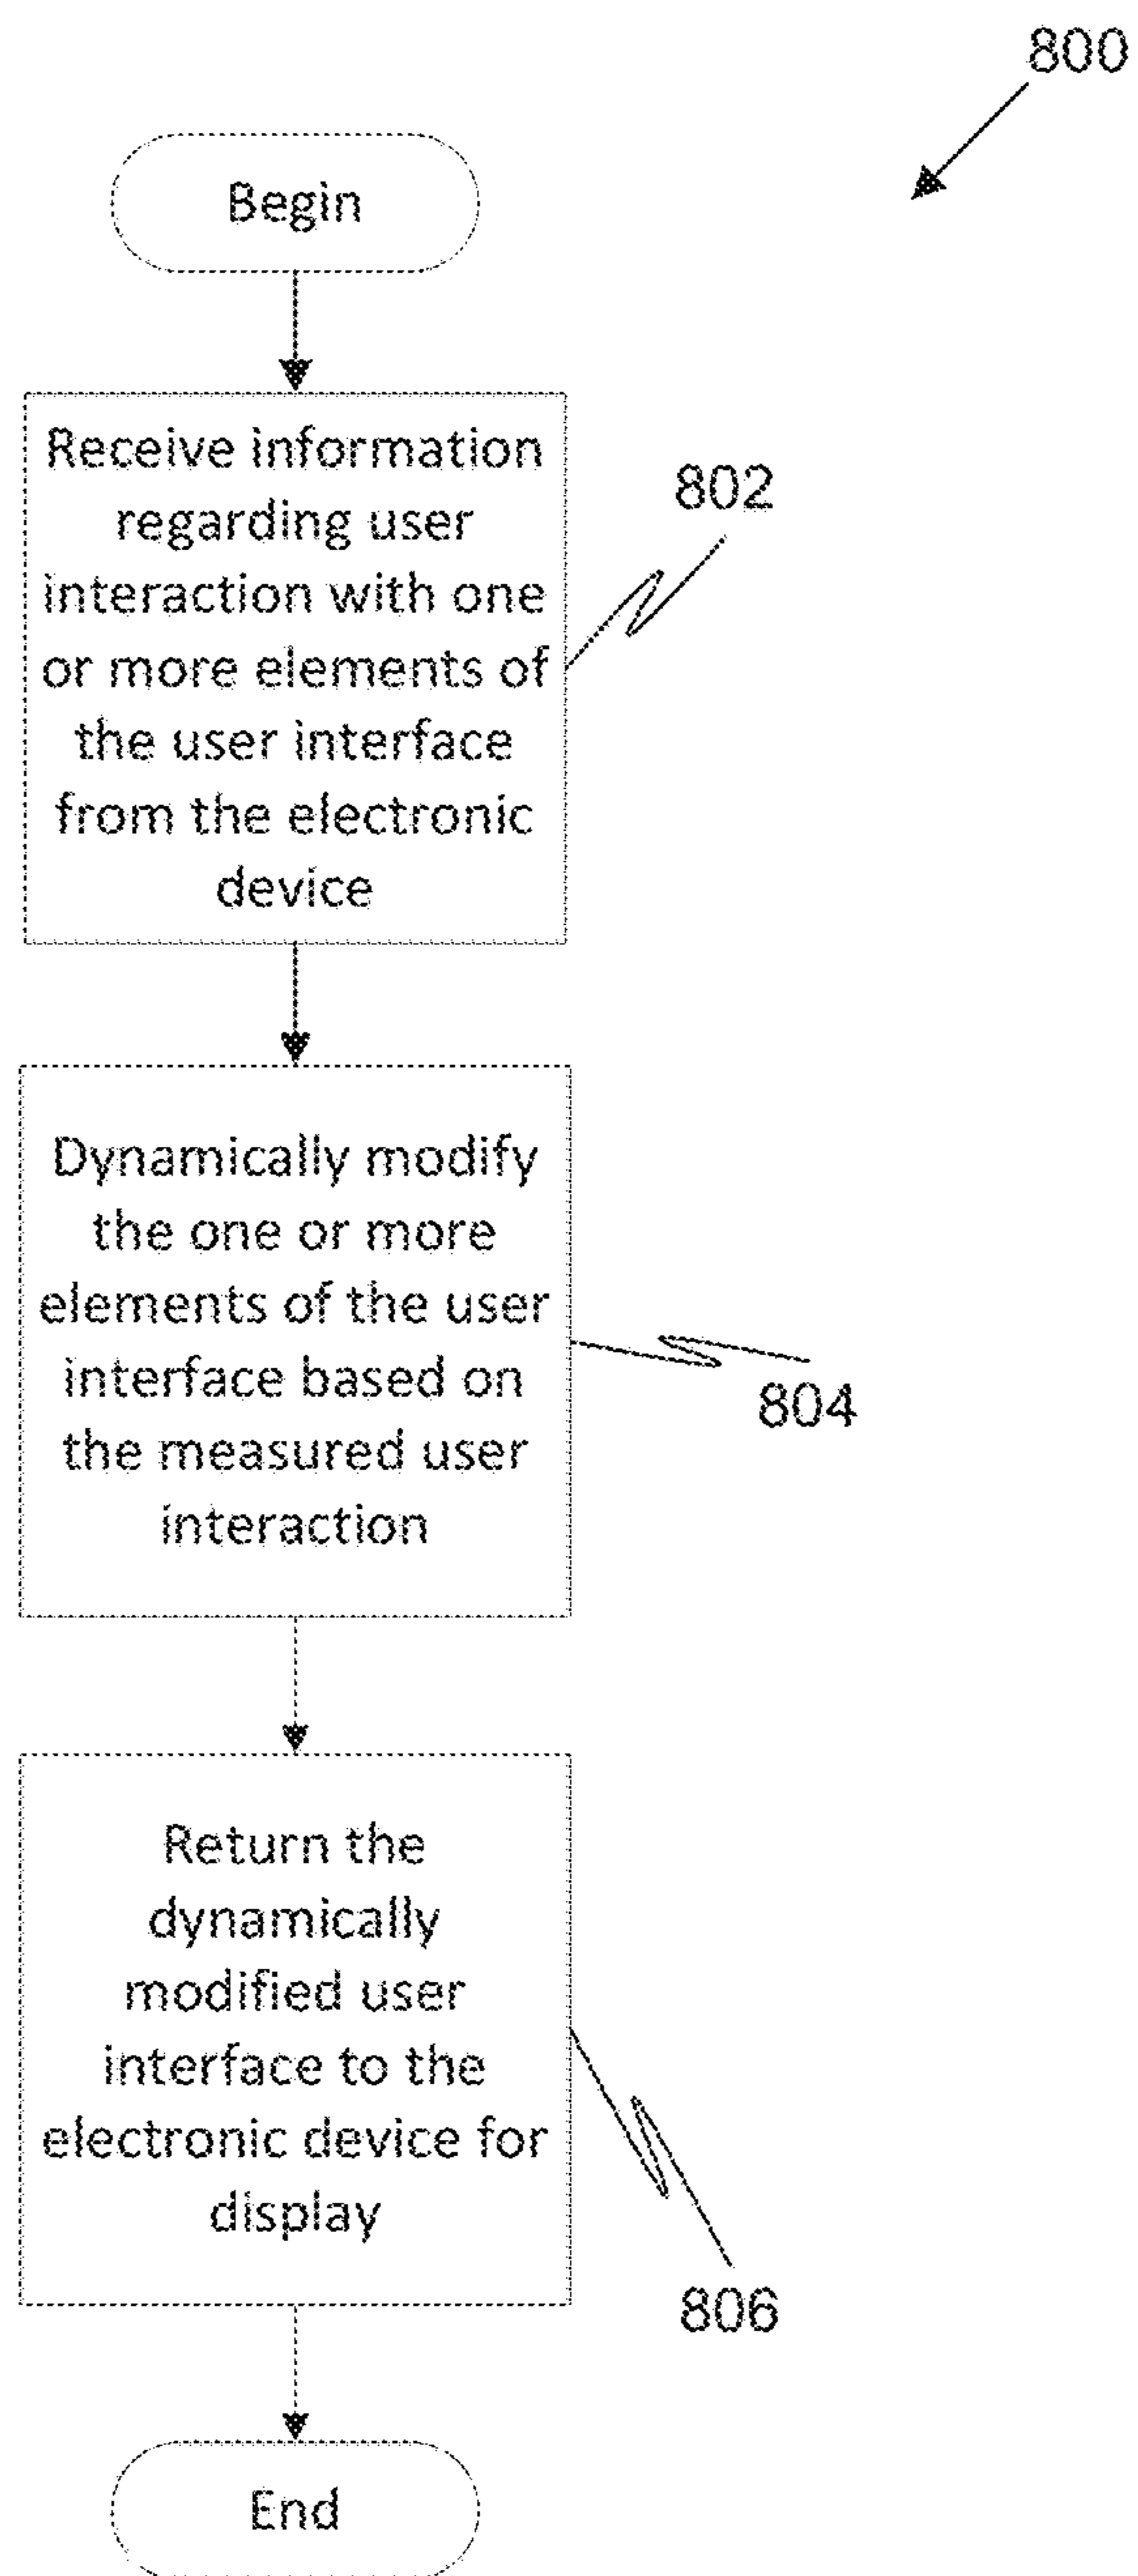 800
Begin
Receive information
regarding user
interaction with one
or more elements of
the user interface
from the electronic
device
802
Dynamically modify
the one or more
elements of the user
interface based on
the measured user
interaction
804
Return the
dynamically
modified user
interface to the
electronic device for
display
806
End